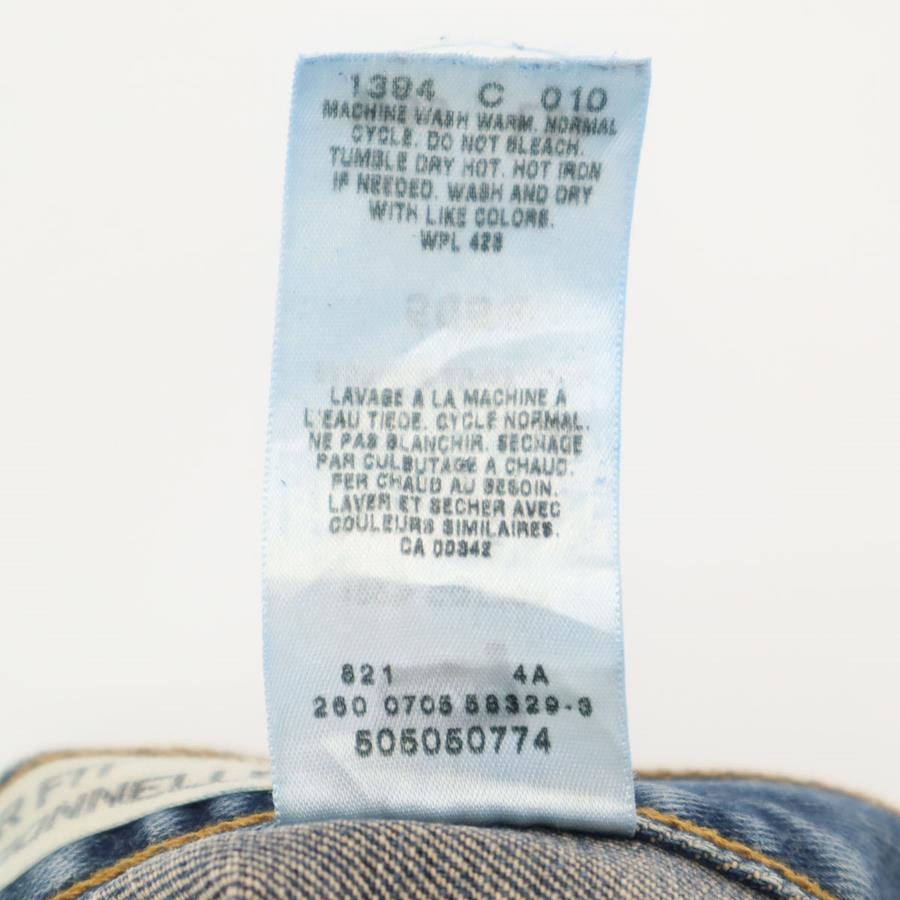 1394 C 010
MACHINE WASH WARM. NORMAL
CYCLE. DO NOT BLEACH.
TUMBLE DRY HOT. HOT IRON
IF NEEDED. WASH AND DRY
WITH LIKE COLORS.
WPL 423
LAVAGE A LA MACHINE A
L'EAU TIEDE. CYCLE NORMAL.
NE PAS BLANCHIR. SECHAGE
PAR CULBUTAGE A CHAUD.
FER CHAUD AU BESOIN.
LAVER ET SECHER AVEC
COULEURS SIMILAIRES.
CA 00342
821 4A
260 0705 58329-3
505050774
R FIT